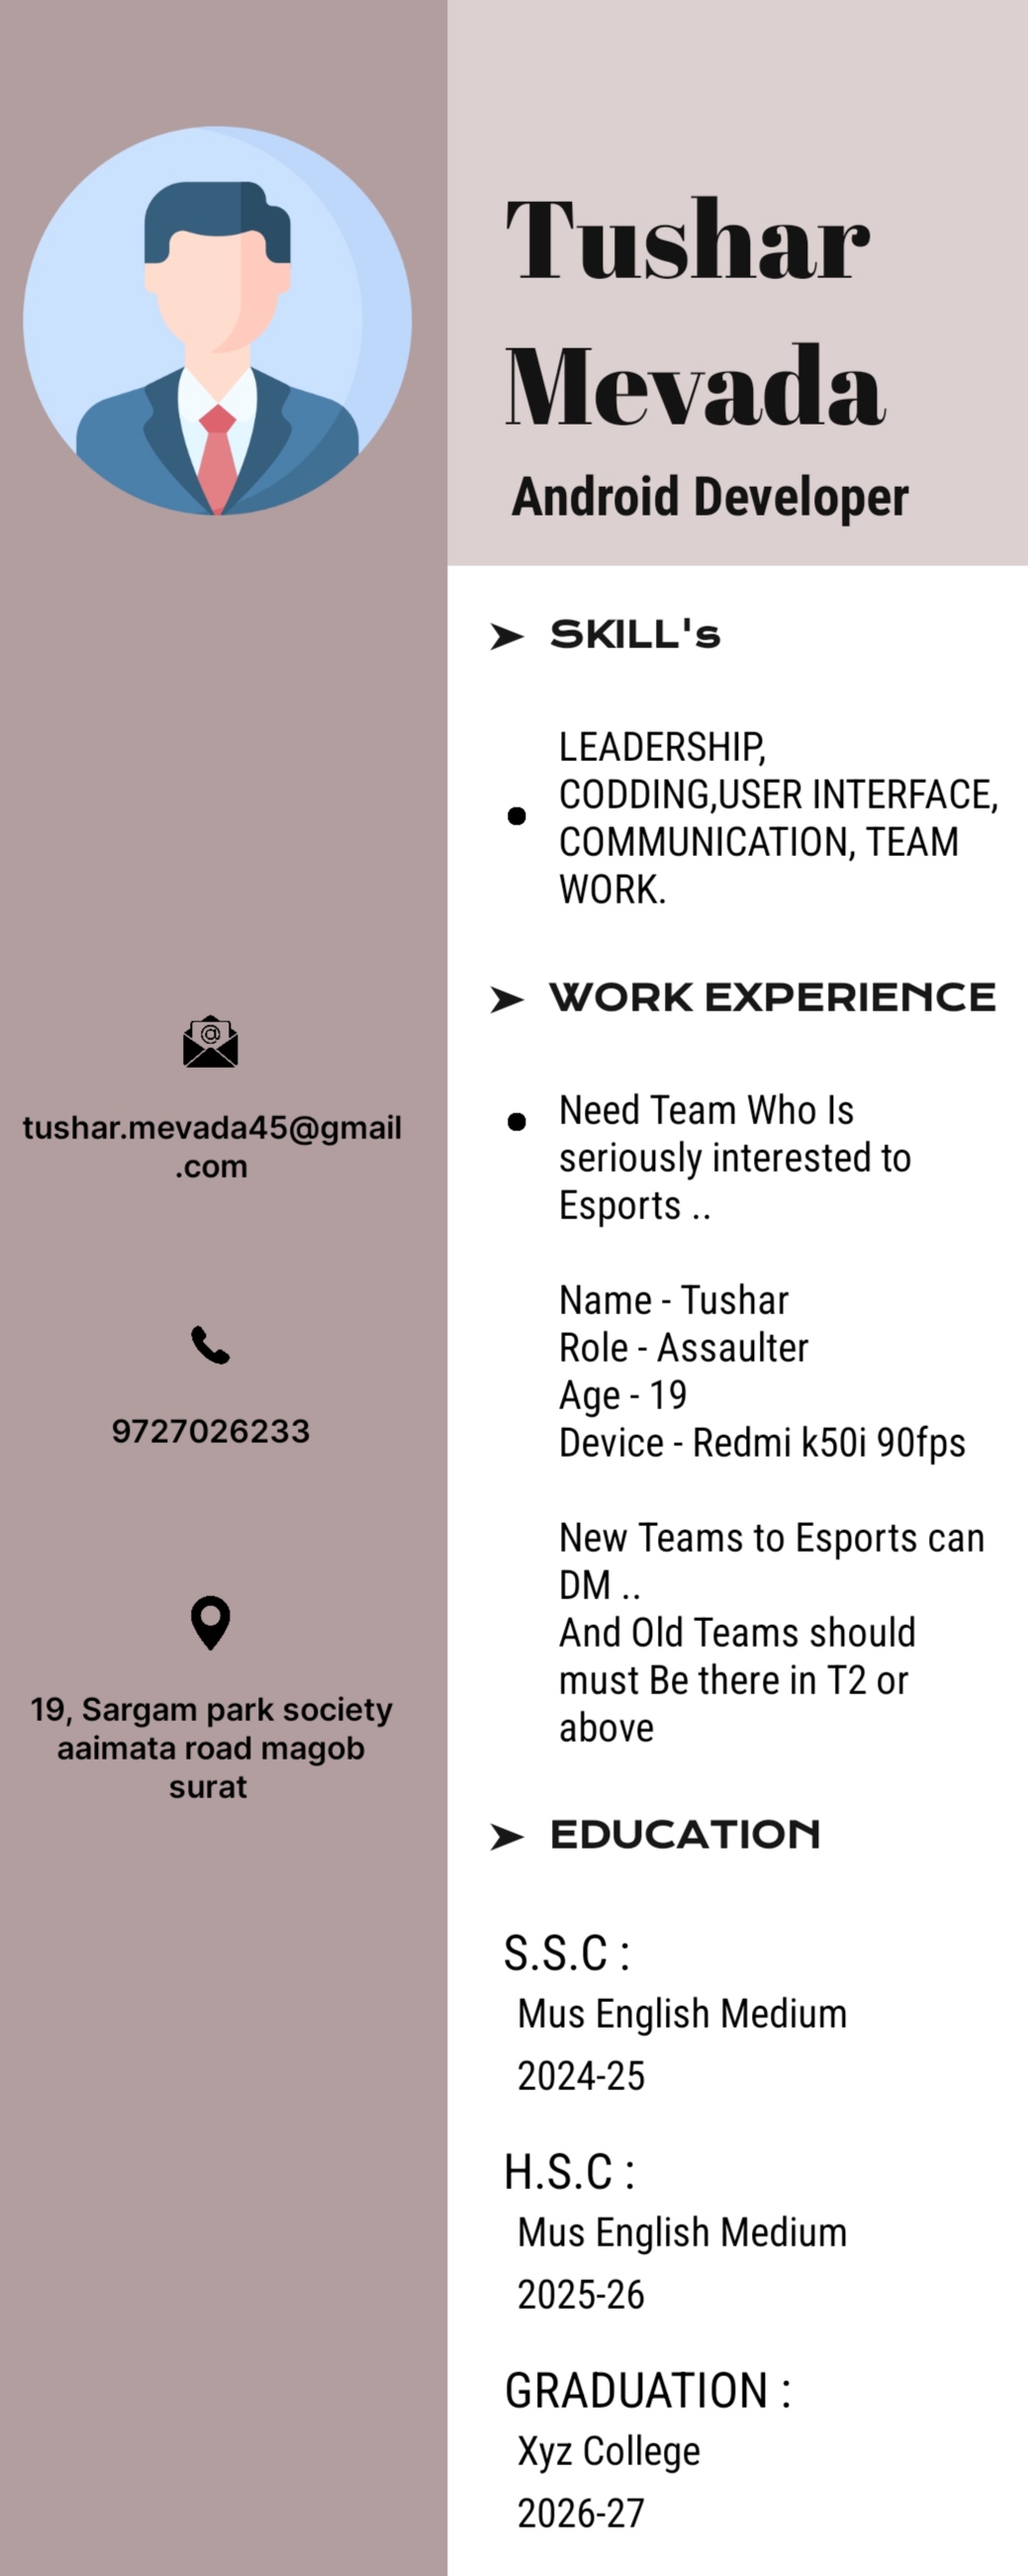 Tushar
Mevada
Android Developer
tushar.mevada45@gmail
.com
9727026233
19, Sargam park society
aaimata road magob
surat
SKILL's
LEADERSHIP,
CODDING,USER INTERFACE,
COMMUNICATION, TEAM
WORK.
WORK EXPERIENCE
Need Team Who Is
seriously interested to
Esports ..
Name - Tushar
Role - Assaulter
Age - 19
Device - Redmi k50i 90fps
New Teams to Esports can
DM ..
And Old Teams should
must Be there in T2 or
above
EDUCATION
S.S.C :
Mus English Medium
2024-25
H.S.C :
Mus English Medium
2025-26
GRADUATION :
Xyz College
2026-27